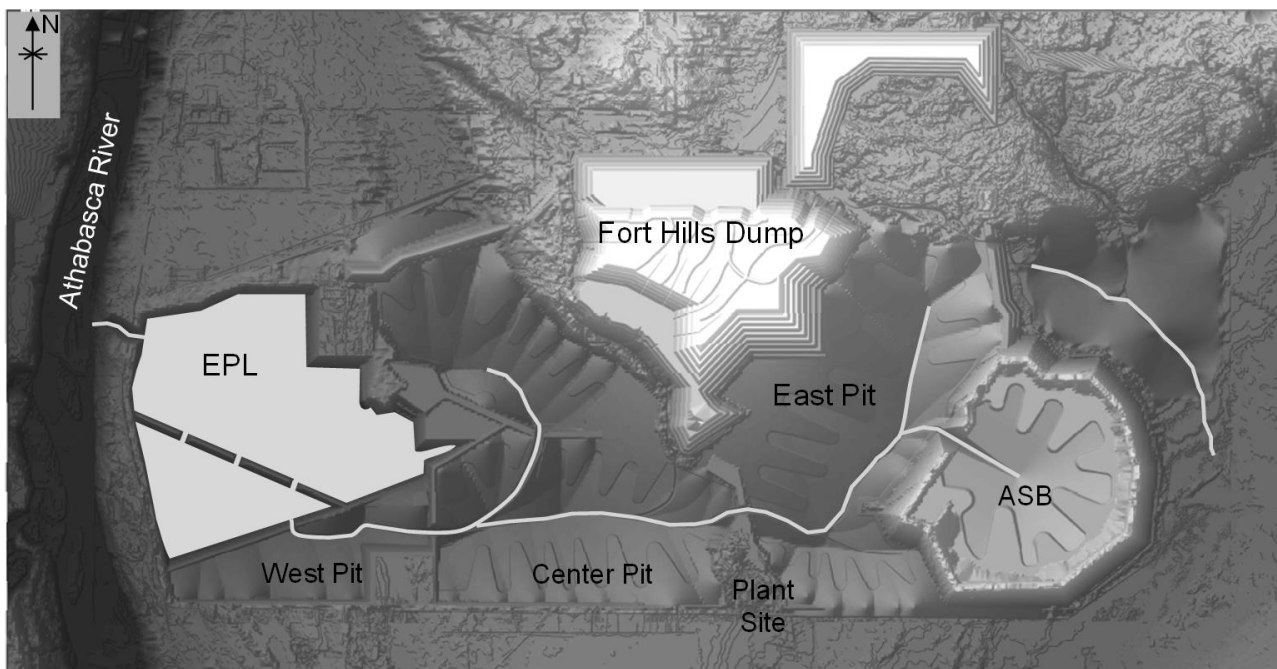 N
Athabasca River
Fort Hills Dump
EPL
East Pit
ASB
West Pit
Center Pit
Plant
Site